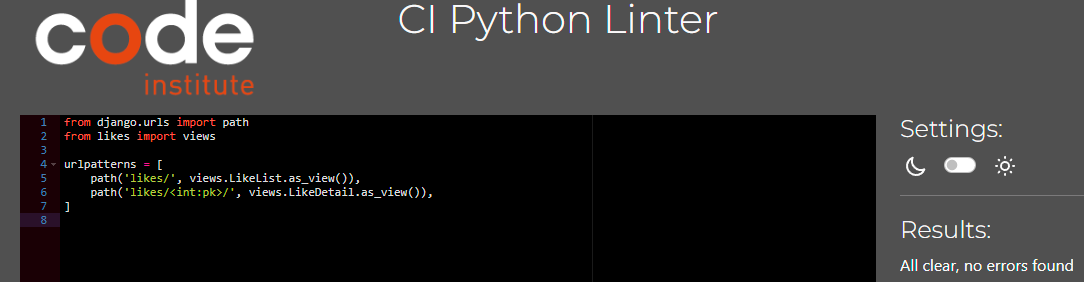 code
institute
CI Python Linter
1 from django.urls import path
2 from likes import views
3
4 urlpatterns = [
5     path('likes/', views.LikeList.as_view()),
6     path('likes/<int:pk>/', views.LikeDetail.as_view()),
7 ]
8
Settings:
Results:
All clear, no errors found